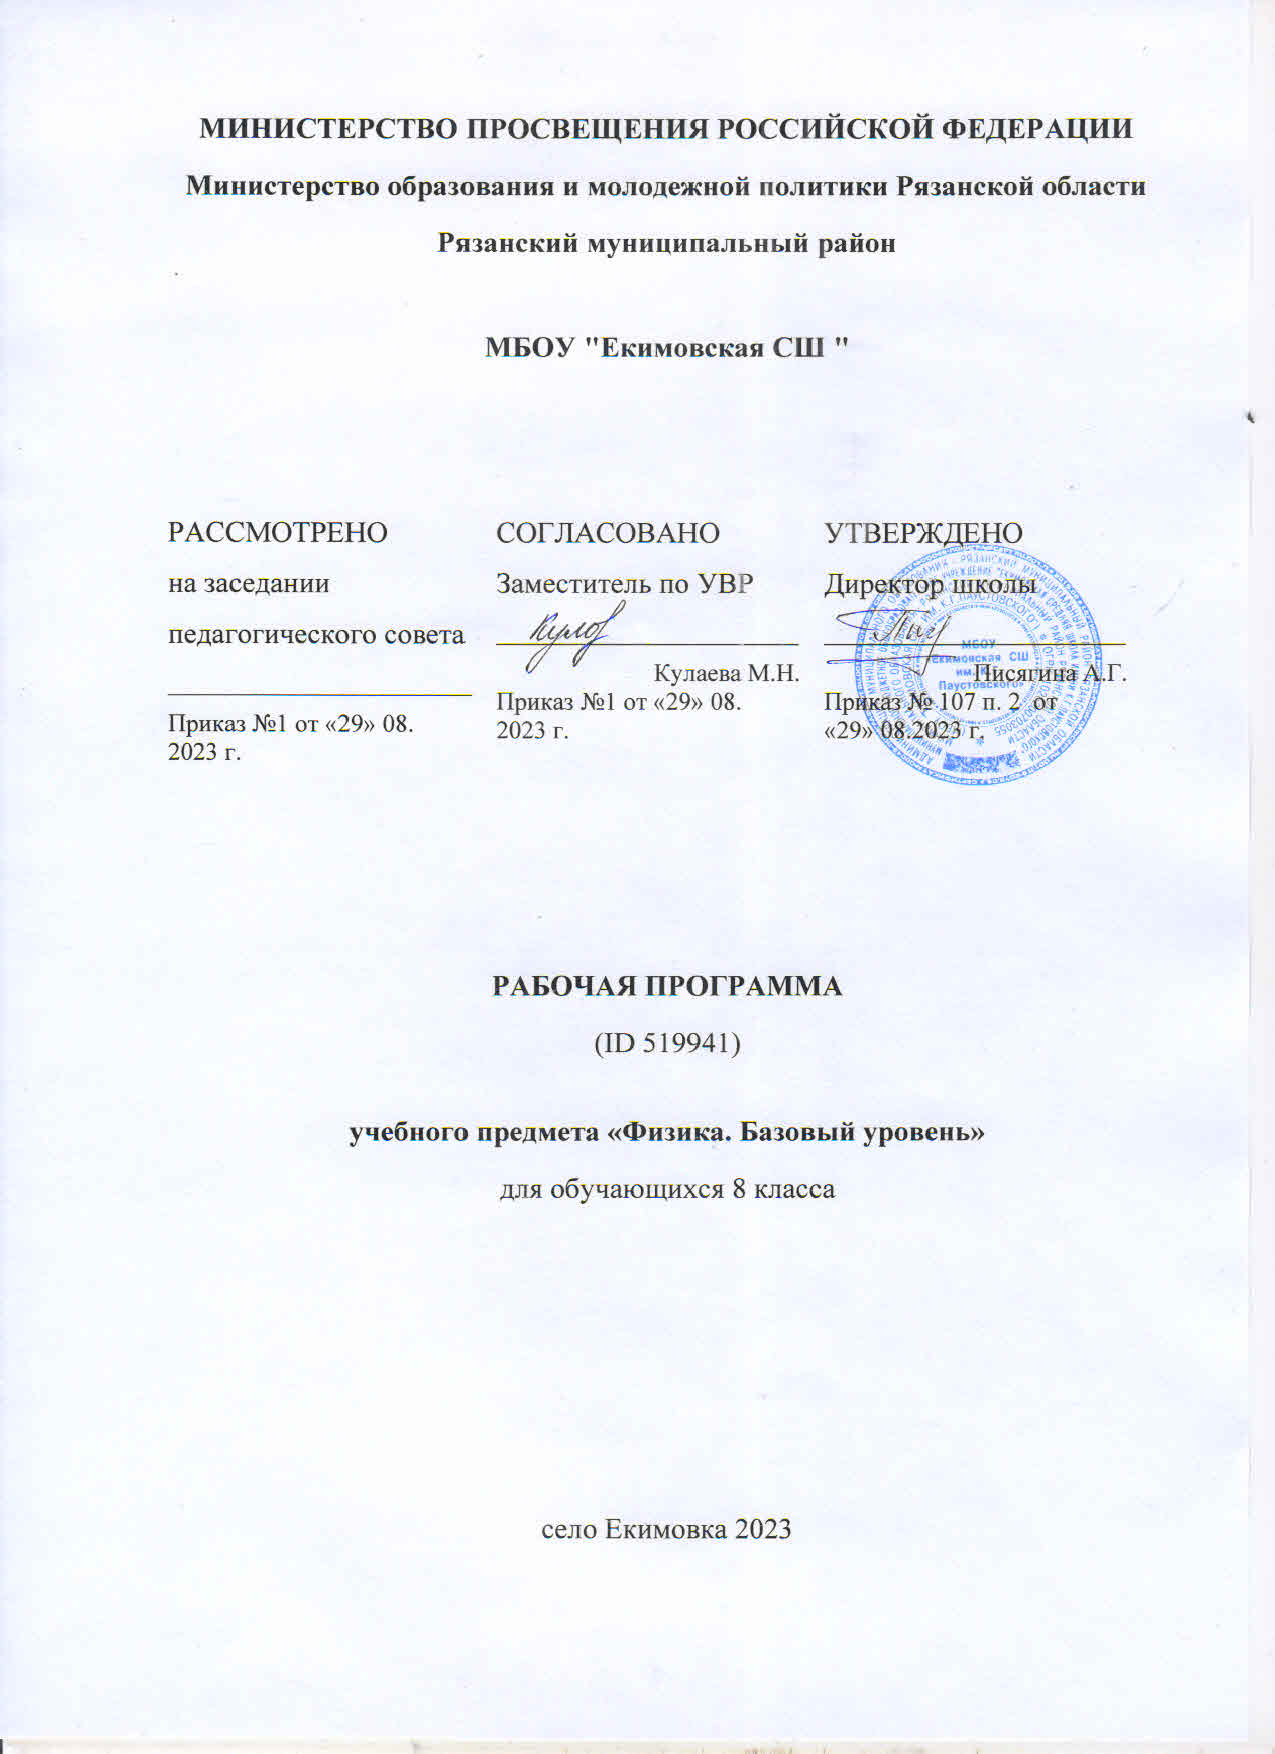 МИНИСТЕРСТВО ПРОСВЕЩЕНИЯ РОССИЙСКОЙ ФЕДЕРАЦИИ
Министерство образования и молодежной политики Рязанской области
Рязанский муниципальный район
МБОУ "Екимовская СШ "
РАССМОТРЕНО
на заседании
педагогического совета
Приказ №1 от «29» 08.
2023 г.
СОГЛАСОВАНО
Заместитель по УВР
Кулаева М.Н.
Приказ №1 от «29» 08.
2023 г.
УТВЕРЖДЕНО
Директор школы
Писягина А.Г.
Приказ № 107 п. 2 от
«29» 08.2023 г.
МБОУ
«Екимовская СШ
им. К.Г.
Паустовского»
РАБОЧАЯ ПРОГРАММА
(ID 519941)
учебного предмета «Физика. Базовый уровень»
для обучающихся 8 класса
село Екимовка 2023